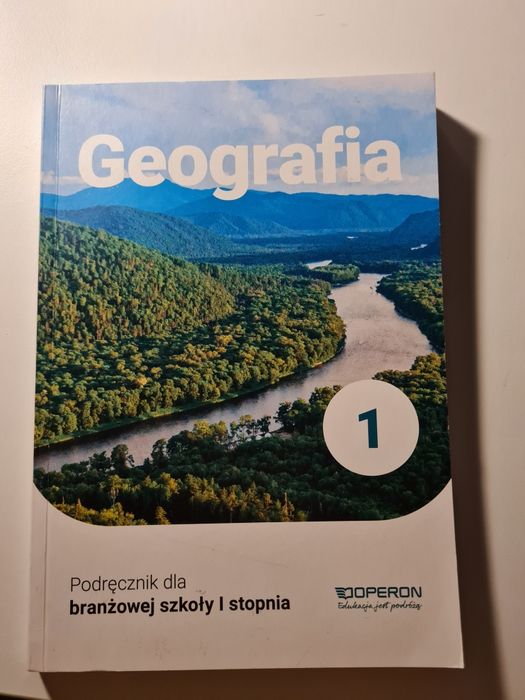 Geografia
1
Podręcznik dla
branżowej szkoły I stopnia
OPERON
Edukacja jest podróżą